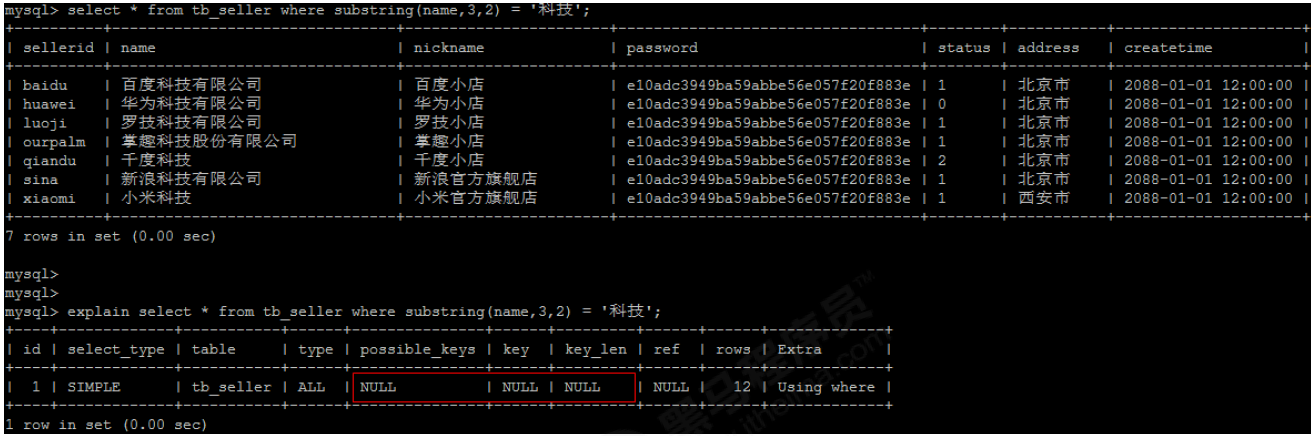 mysql> select * from tb_seller where substring(name,3,2) = '科技';
| sellerid | name | nickname | password | status | address | createtime |
| baidu | 百度科技有限公司 | 百度小店 | e10adc3949ba59abbe56e057f20f883e | 1 | 北京市 | 2088-01-01 12:00:00 |
| huawei | 华为科技有限公司 | 华为小店 | e10adc3949ba59abbe56e057f20f883e | 0 | 北京市 | 2088-01-01 12:00:00 |
| luoji | 罗技科技有限公司 | 罗技小店 | e10adc3949ba59abbe56e057f20f883e | 1 | 北京市 | 2088-01-01 12:00:00 |
| ourpalm | 掌趣科技股份有限公司 | 掌趣小店 | e10adc3949ba59abbe56e057f20f883e | 1 | 北京市 | 2088-01-01 12:00:00 |
| qiandu | 千度科技 | 千度小店 | e10adc3949ba59abbe56e057f20f883e | 2 | 北京市 | 2088-01-01 12:00:00 |
| sina | 新浪科技有限公司 | 新浪官方旗舰店 | e10adc3949ba59abbe56e057f20f883e | 1 | 北京市 | 2088-01-01 12:00:00 |
| xiaomi | 小米科技 | 小米官方旗舰店 | e10adc3949ba59abbe56e057f20f883e | 1 | 西安市 | 2088-01-01 12:00:00 |
7 rows in set (0.00 sec)
mysql>
mysql>
mysql> explain select * from tb_seller where substring(name,3,2) = '科技';
| id | select_type | table | type | possible_keys | key | key_len | ref | rows | Extra |
| 1 | SIMPLE | tb_seller | ALL | NULL | NULL | NULL | NULL | 12 | Using where |
1 row in set (0.00 sec)
黑马程序员